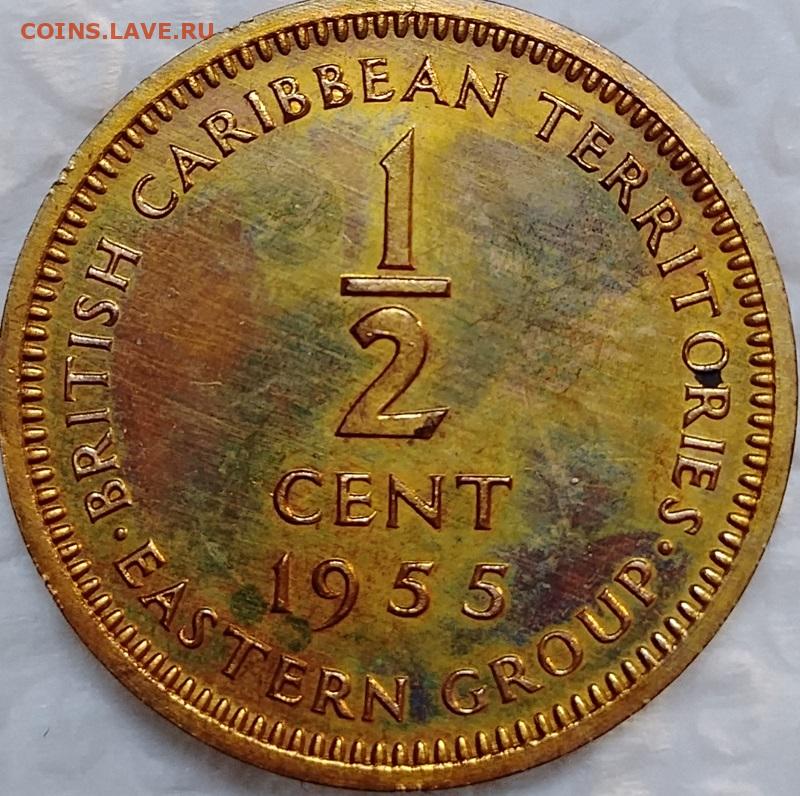 COINS.LAVE.RU
BRITISH CARIBBEAN TERRITORIES
1
2
CENT
1955
· EASTERN GROUP ·